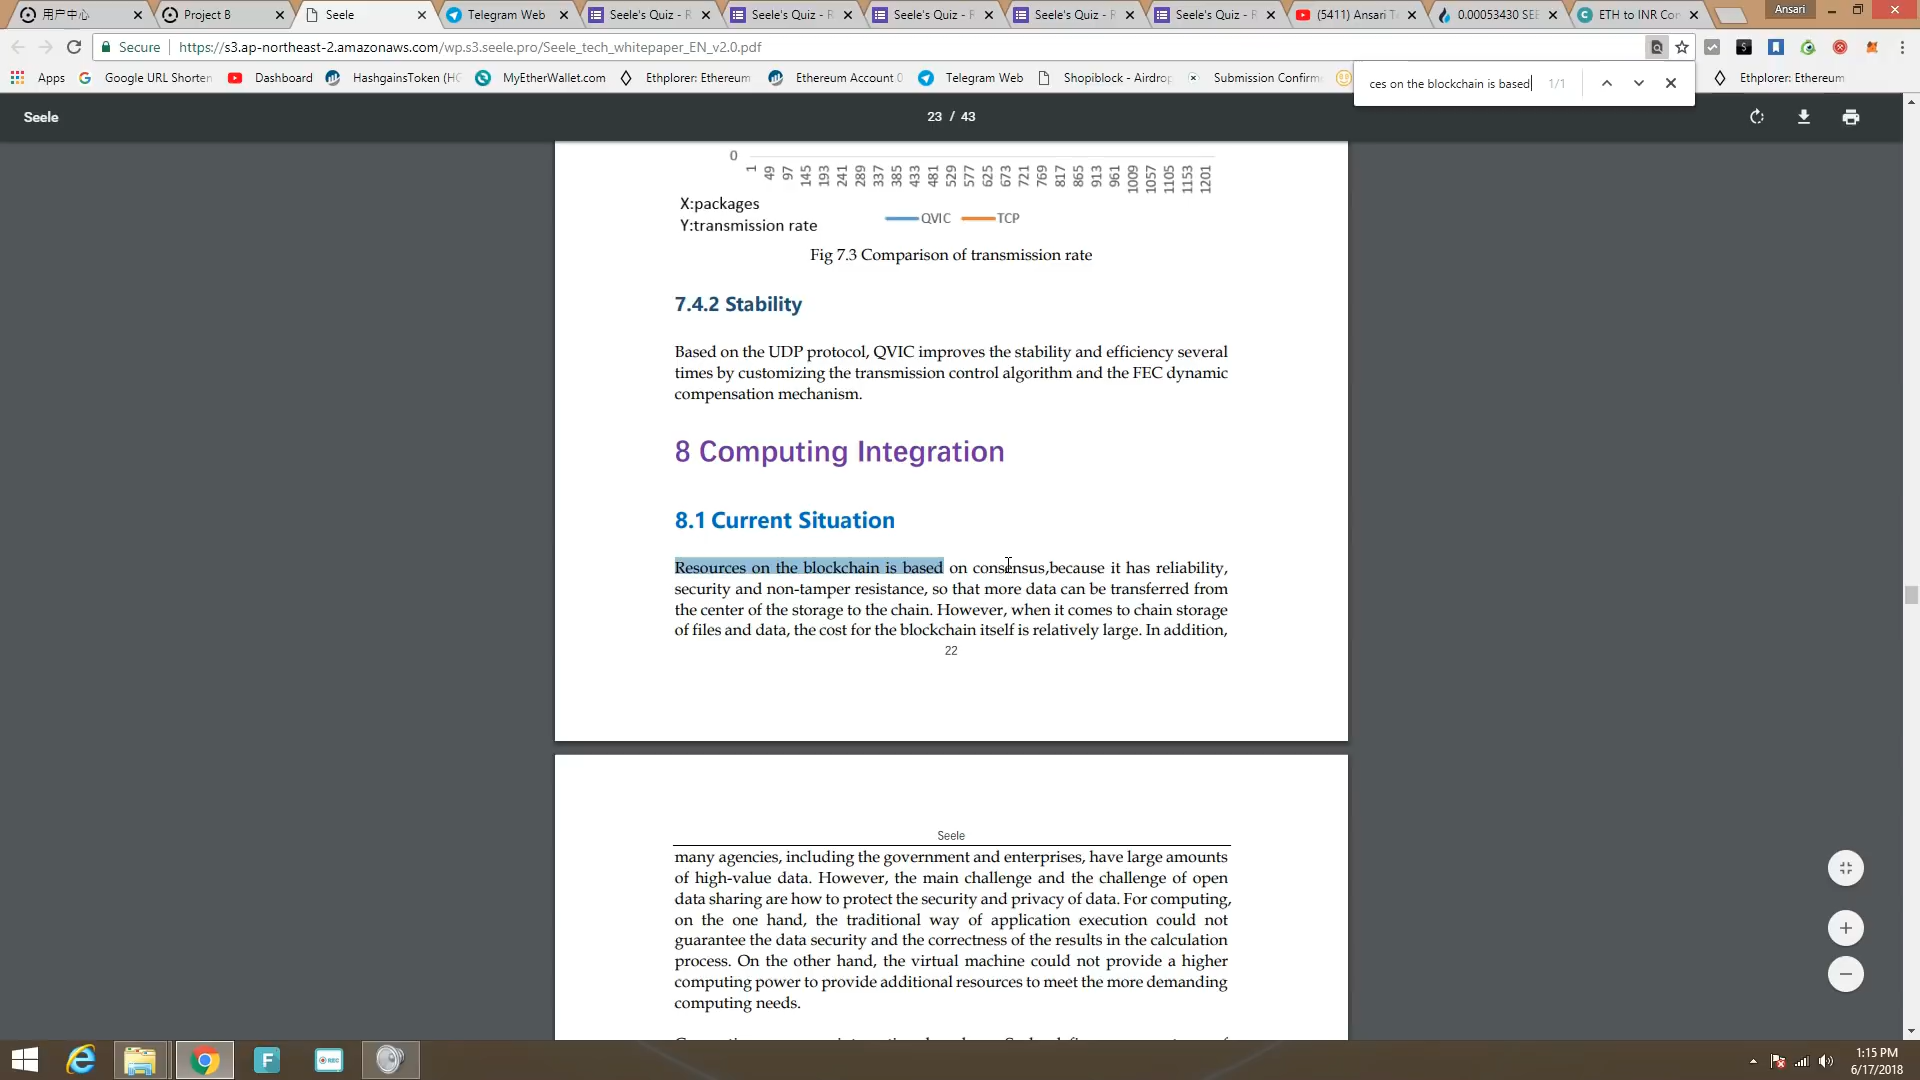 用户中心
Project B
Seele
Telegram Web
Seele's Quiz - R
Seele's Quiz - R
Seele's Quiz - R
Seele's Quiz - R
Seele's Quiz - R
(5411) Ansari T
0.00053430 SEE
ETH to INR Con
Ansari
Secure
https://s3.ap-northeast-2.amazonaws.com/wp.s3.seele.pro/Seele_tech_whitepaper_EN_v2.0.pdf
Apps
Google URL Shorten
Dashboard
HashgainsToken (HG
MyEtherWallet.com
Ethplorer: Ethereum
Ethereum Account 0
Telegram Web
Shopiblock - Airdrop
Submission Confirm
ces on the blockchain is based
1/1
Ethplorer: Ethereum
Seele
23 / 43
0
1 49 97 145 193 241 289 337 385 433 481 529 577 625 673 721 769 817 865 913 961 1009 1057 1105 1153 1201
X:packages
Y:transmission rate
QVIC TCP
Fig 7.3 Comparison of transmission rate
7.4.2 Stability
Based on the UDP protocol, QVIC improves the stability and efficiency several
times by customizing the transmission control algorithm and the FEC dynamic
compensation mechanism.
8 Computing Integration
8.1 Current Situation
Resources on the blockchain is based on consensus,because it has reliability,
security and non-tamper resistance, so that more data can be transferred from
the center of the storage to the chain. However, when it comes to chain storage
of files and data, the cost for the blockchain itself is relatively large. In addition,
22
Seele
many agencies, including the government and enterprises, have large amounts
of high-value data. However, the main challenge and the challenge of open
data sharing are how to protect the security and privacy of data. For computing,
on the one hand, the traditional way of application execution could not
guarantee the data security and the correctness of the results in the calculation
process. On the other hand, the virtual machine could not provide a higher
computing power to provide additional resources to meet the more demanding
computing needs.
F
REC
1:15 PM
6/17/2018